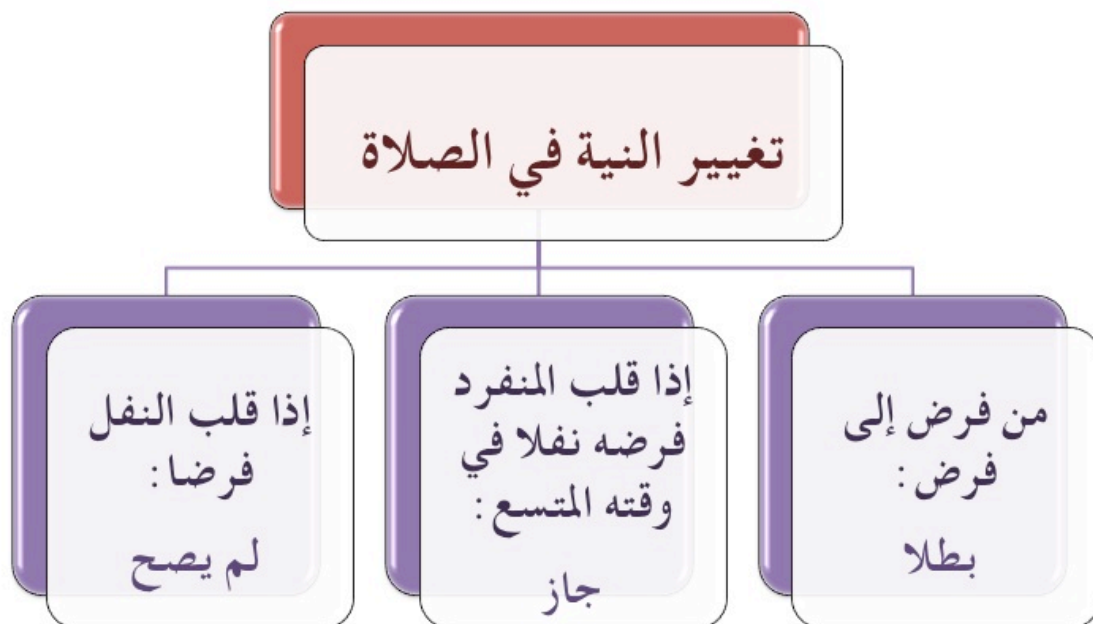 تغيير النية في الصلاة
من فرض إلى
فرض:
بطلا
إذا قلب المنفرد
فرضه نفلا في
وقته المتسع:
جاز
إذا قلب النفل
فرضا:
لم يصح